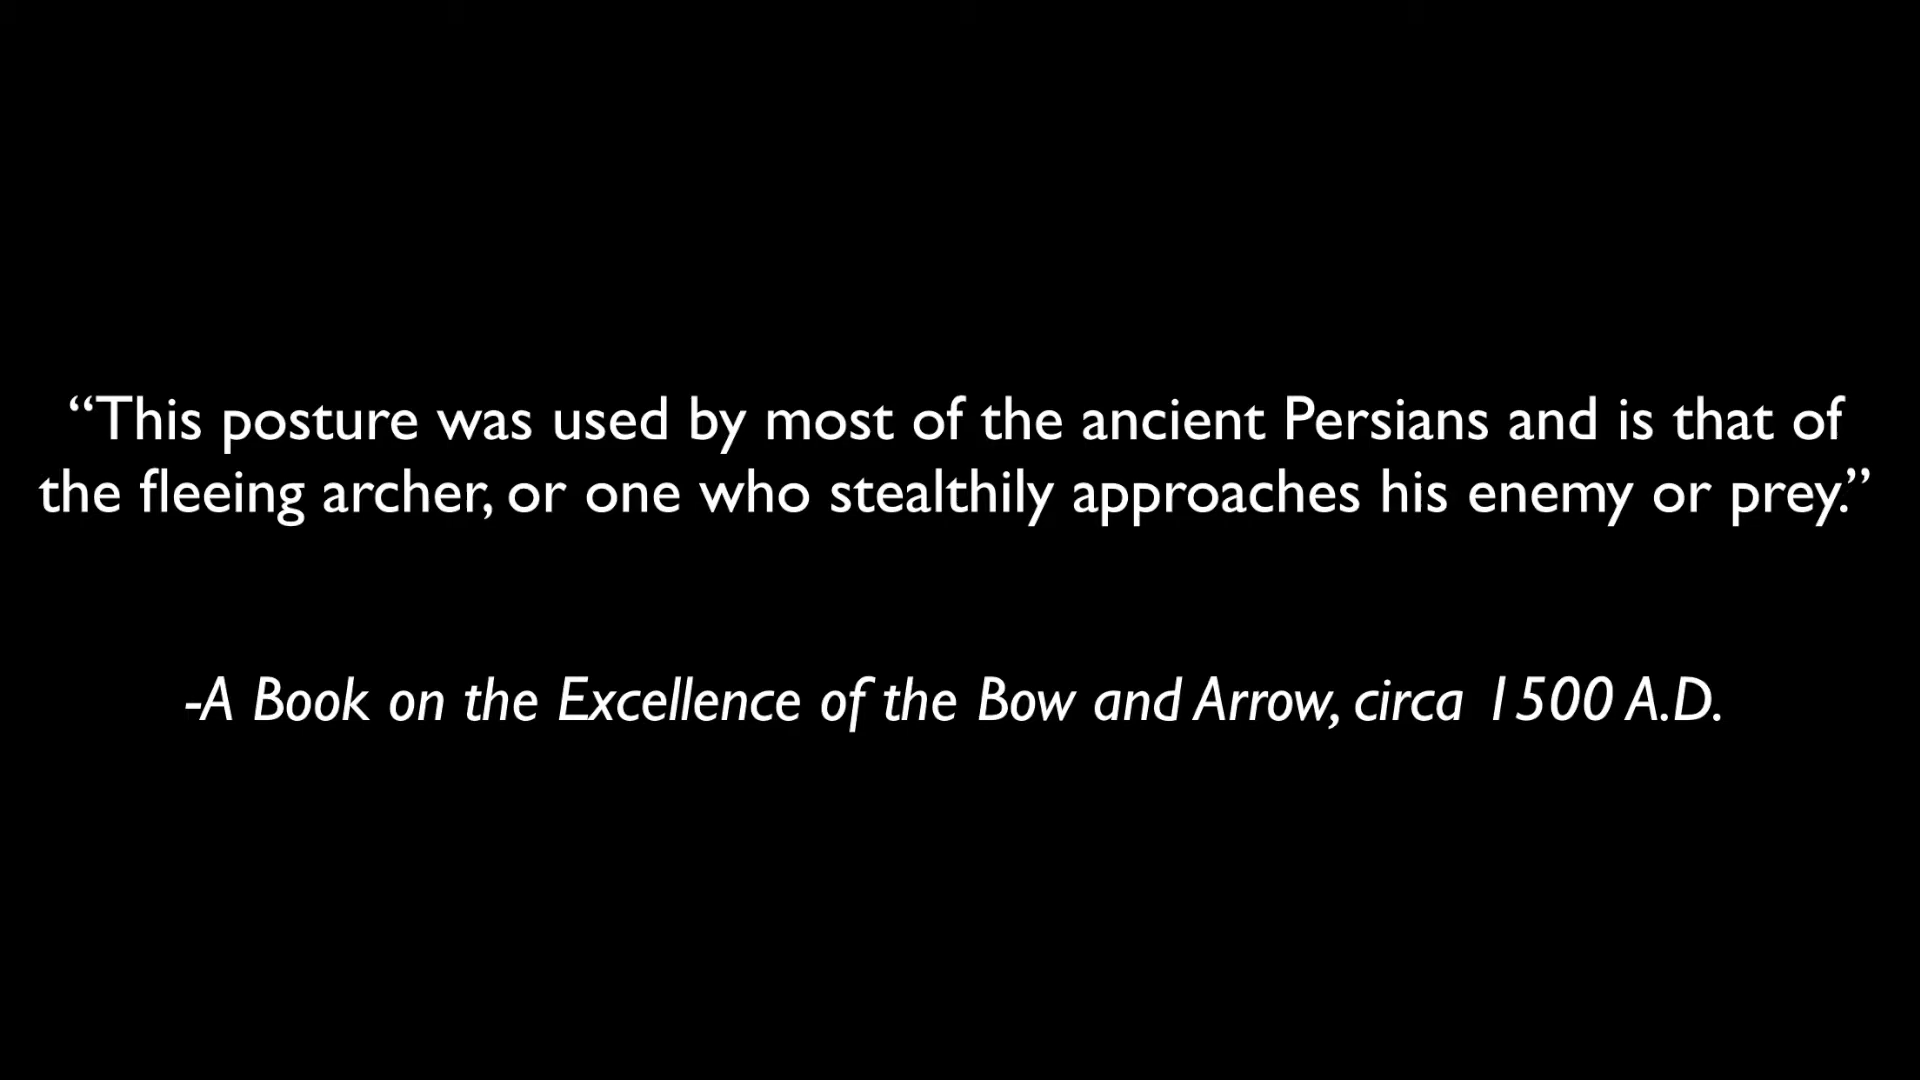 “This posture was used by most of the ancient Persians and is that of
the fleeing archer, or one who stealthily approaches his enemy or prey.”
-A Book on the Excellence of the Bow and Arrow, circa 1500 A.D.